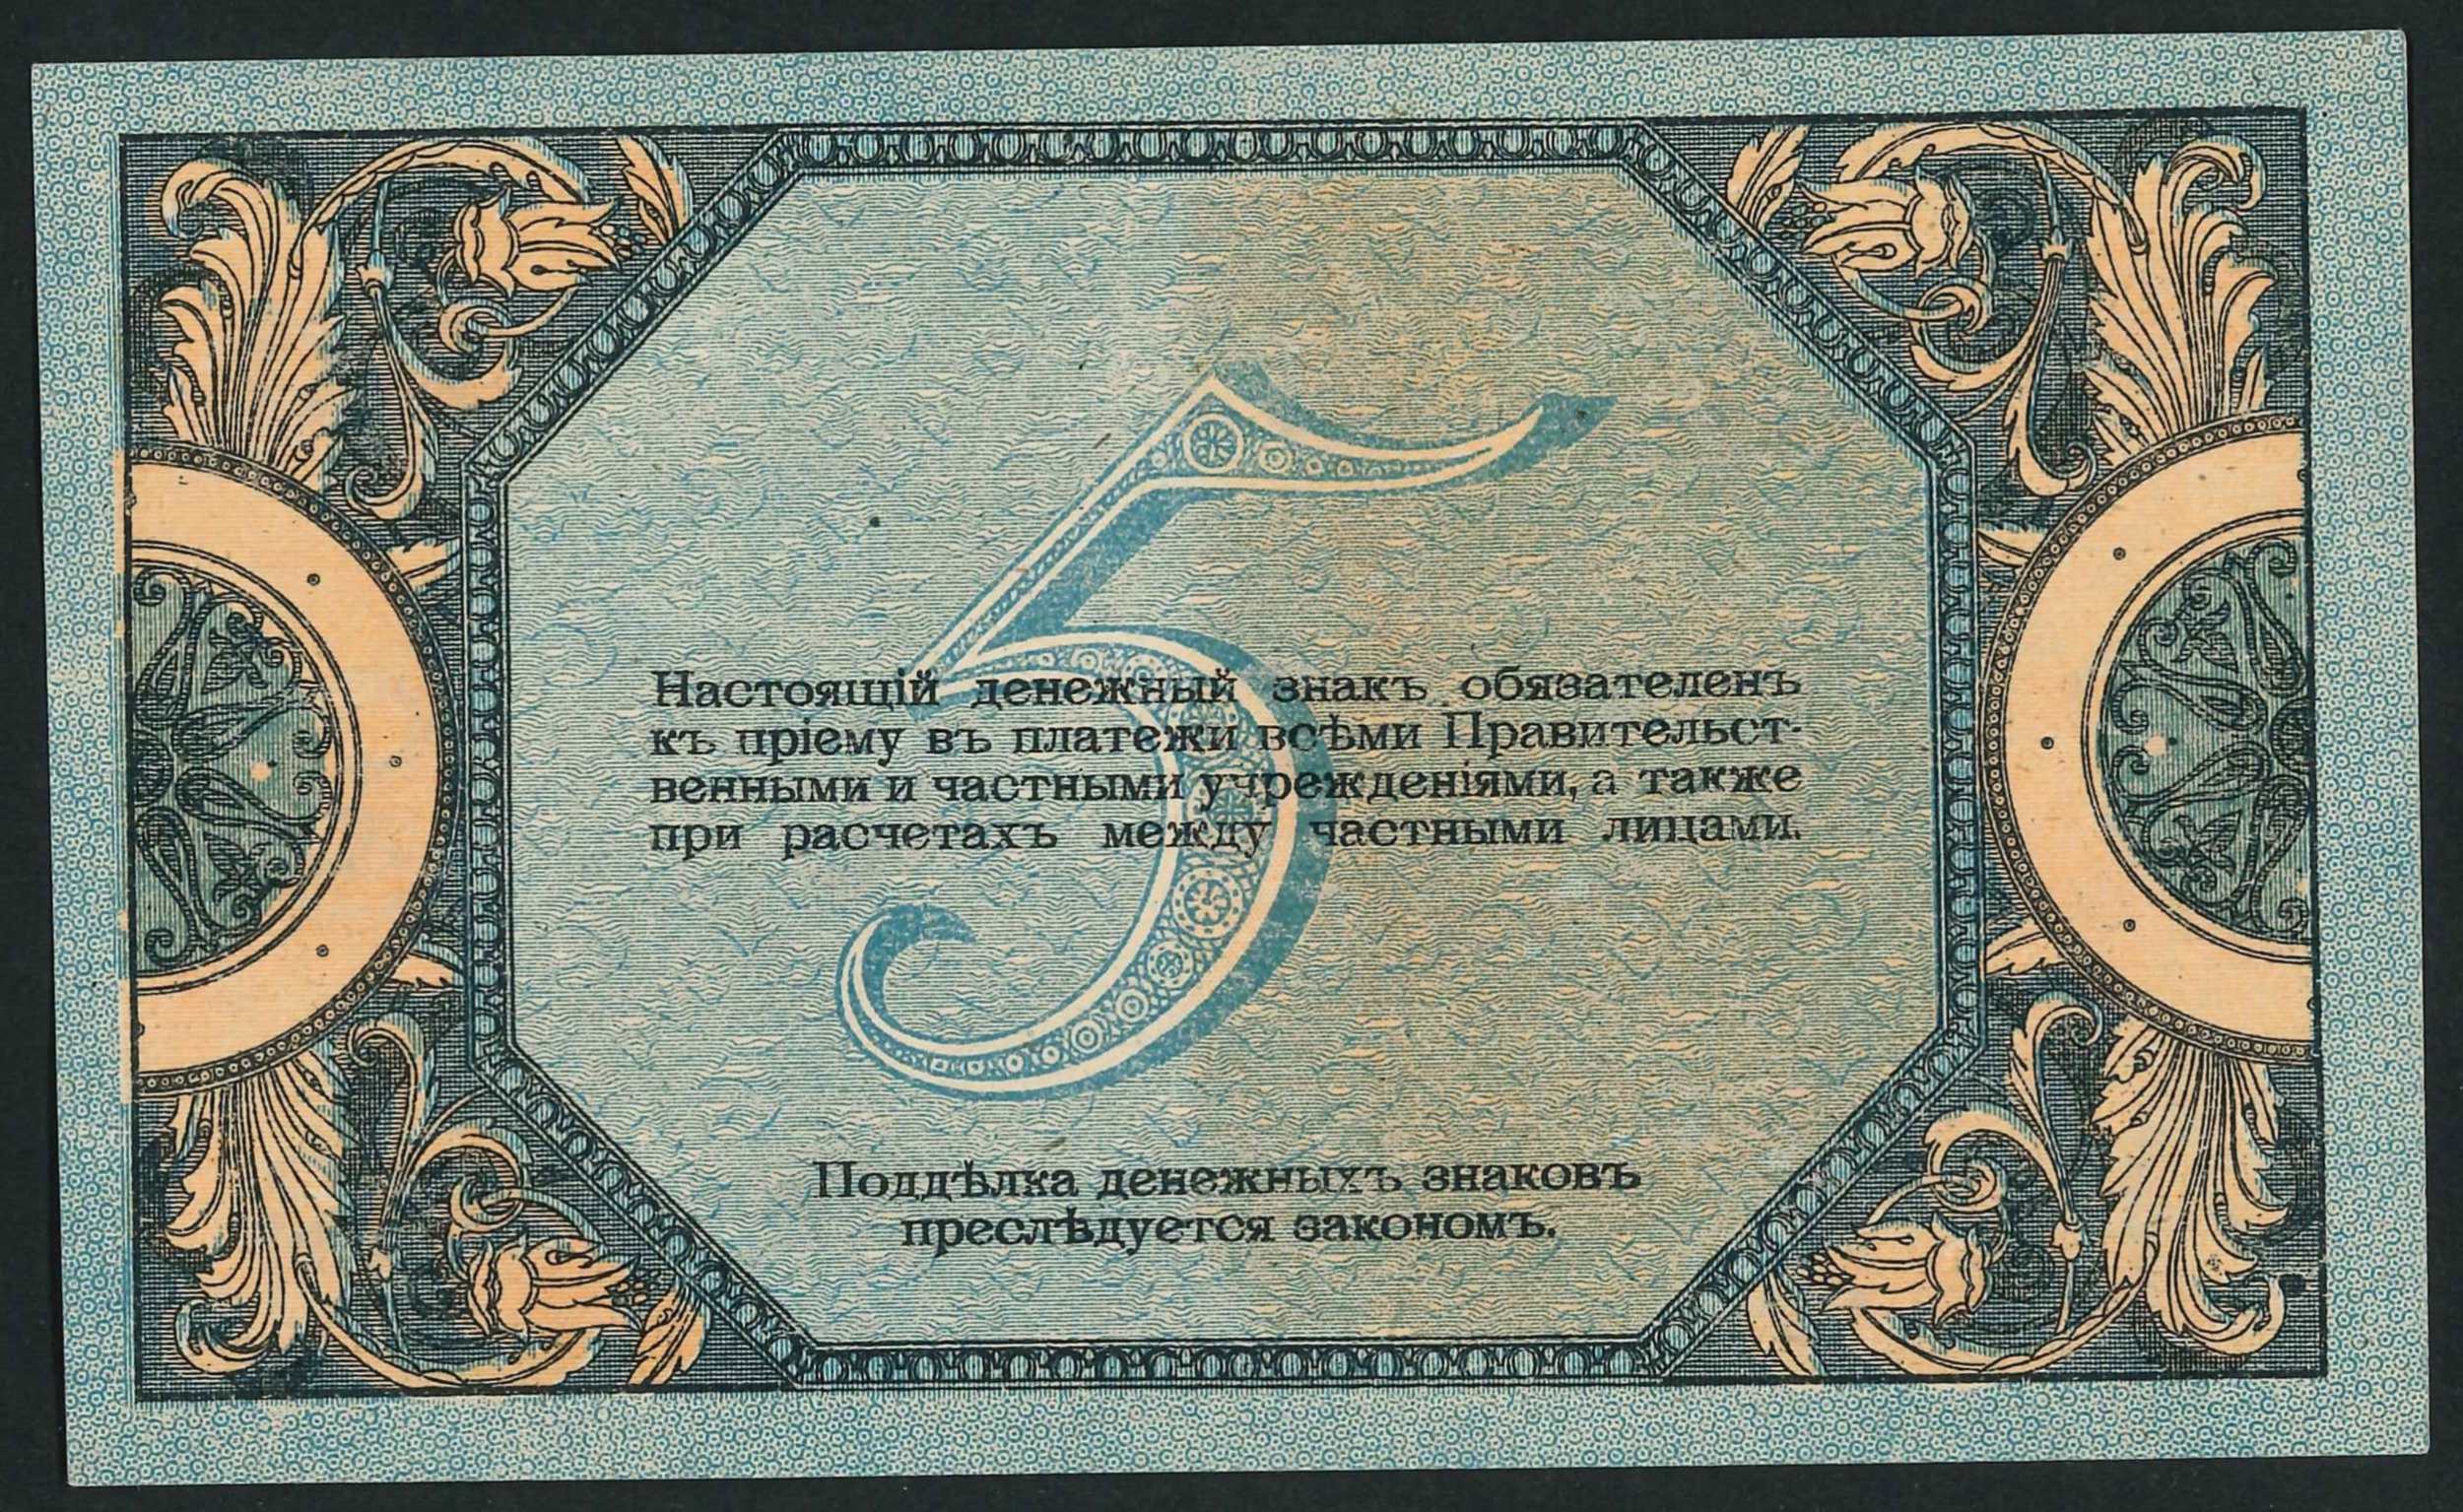 5
Настоящій денежный знакъ обязателенъ
къ пріему въ платежи всѣми Правительст-
венными и частными учрежденіями, а также
при расчетахъ между частными лицами.
Поддѣлка денежныхъ знаковъ
преслѣдуется закономъ.